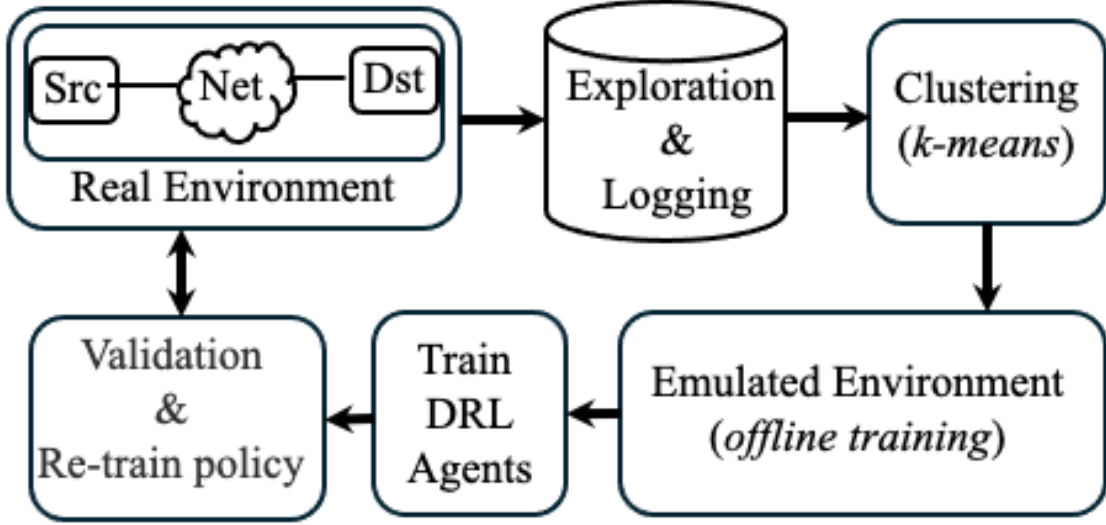 Src
Net
Dst
Real Environment
Exploration
&
Logging
Clustering
(k-means)
Validation
&
Re-train policy
Train
DRL
Agents
Emulated Environment
(offline training)